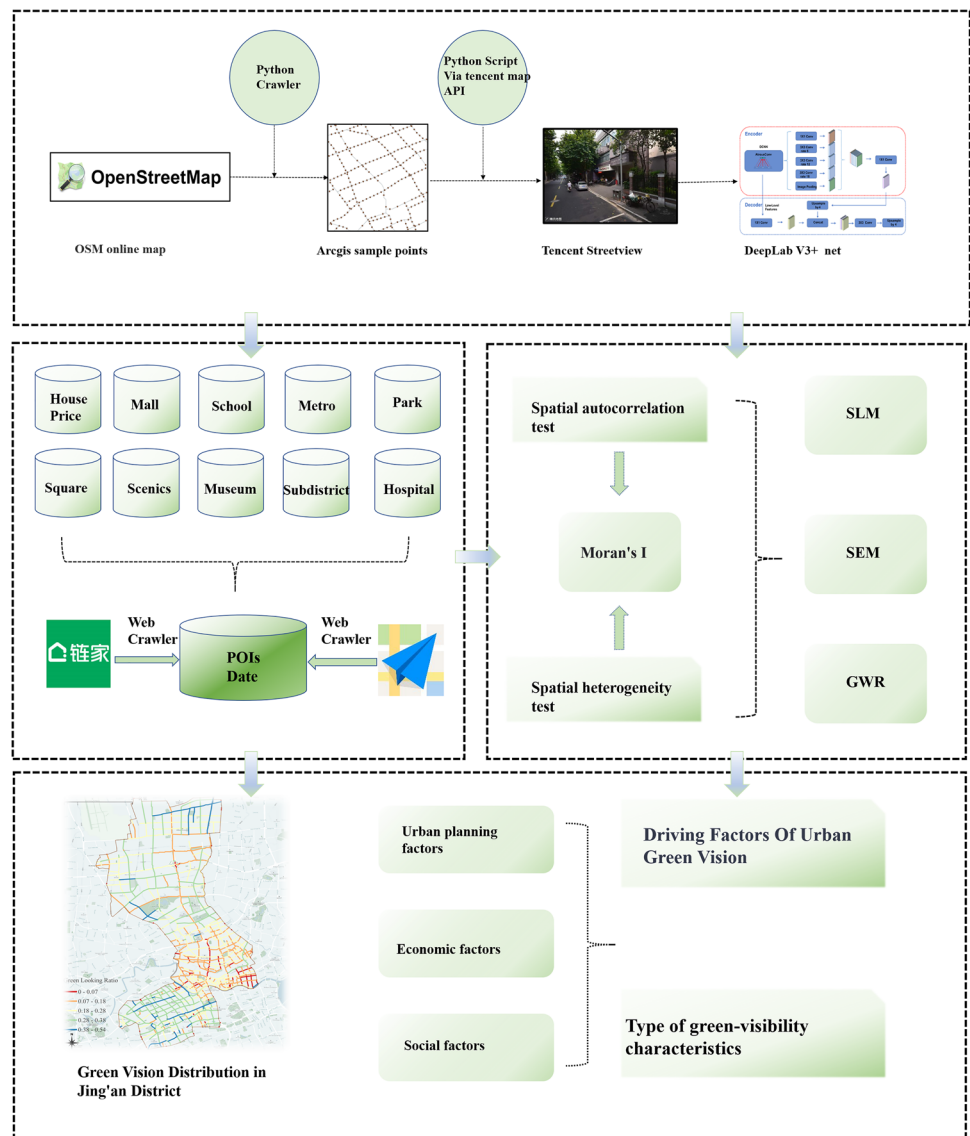 Python
Crawler
Python Script
Via tencent map
API
OpenStreetMap
Encoder
Decoder
OSM online map
Arcgis sample points
Tencent Streetview
DeepLab V3+ net
House
Price
Mall
School
Metro
Park
Square
Scenics
Museum
Subdistrict
Hospital
Web
Crawler
Web
Crawler
链家
POIs
Date
Spatial autocorrelation
test
Moran's I
Spatial heterogeneity
test
SLM
SEM
GWR
0 - 0.07
0.07 - 0.18
0.18 - 0.28
0.28 - 0.38
0.38 - 0.54
Green Vision Distribution in
Jing'an District
Urban planning
factors
Economic factors
Social factors
Driving Factors Of Urban
Green Vision
Type of green-visibility
characteristics